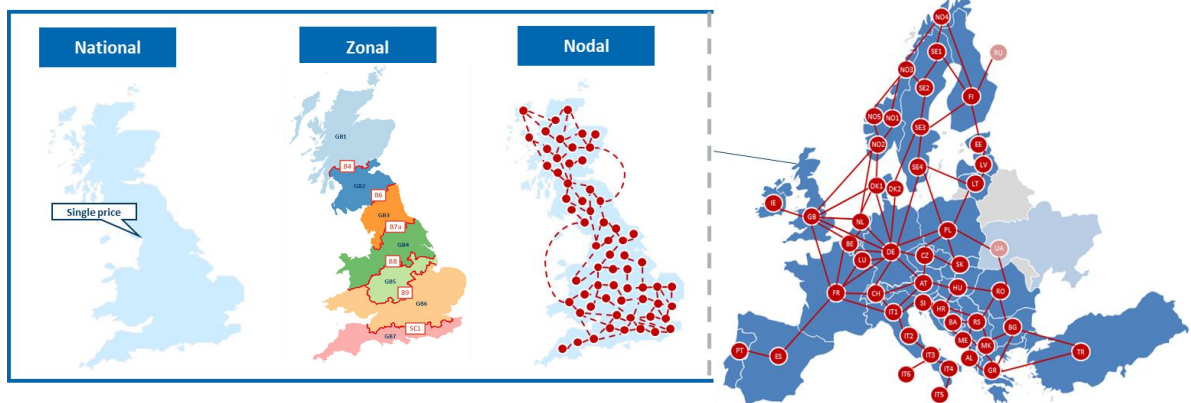 National
Zonal
Nodal
Single price
GB1
B4
GB2
B6
GB3
B7a
GB4
B8
GB5
B9
GB6
SC1
GB7
NO4
SE1
RU
NO3
SE2
FI
NO5
NO1
SE3
NO2
EE
LV
SE4
DK1
DK2
LT
IE
GB
NL
PL
BE
DE
UA
LU
CZ
SK
FR
CH
AT
HU
RO
SI
HR
IT1
BA
RS
BG
IT2
ME
MK
PT
ES
IT3
AL
TR
IT6
IT4
GR
IT5